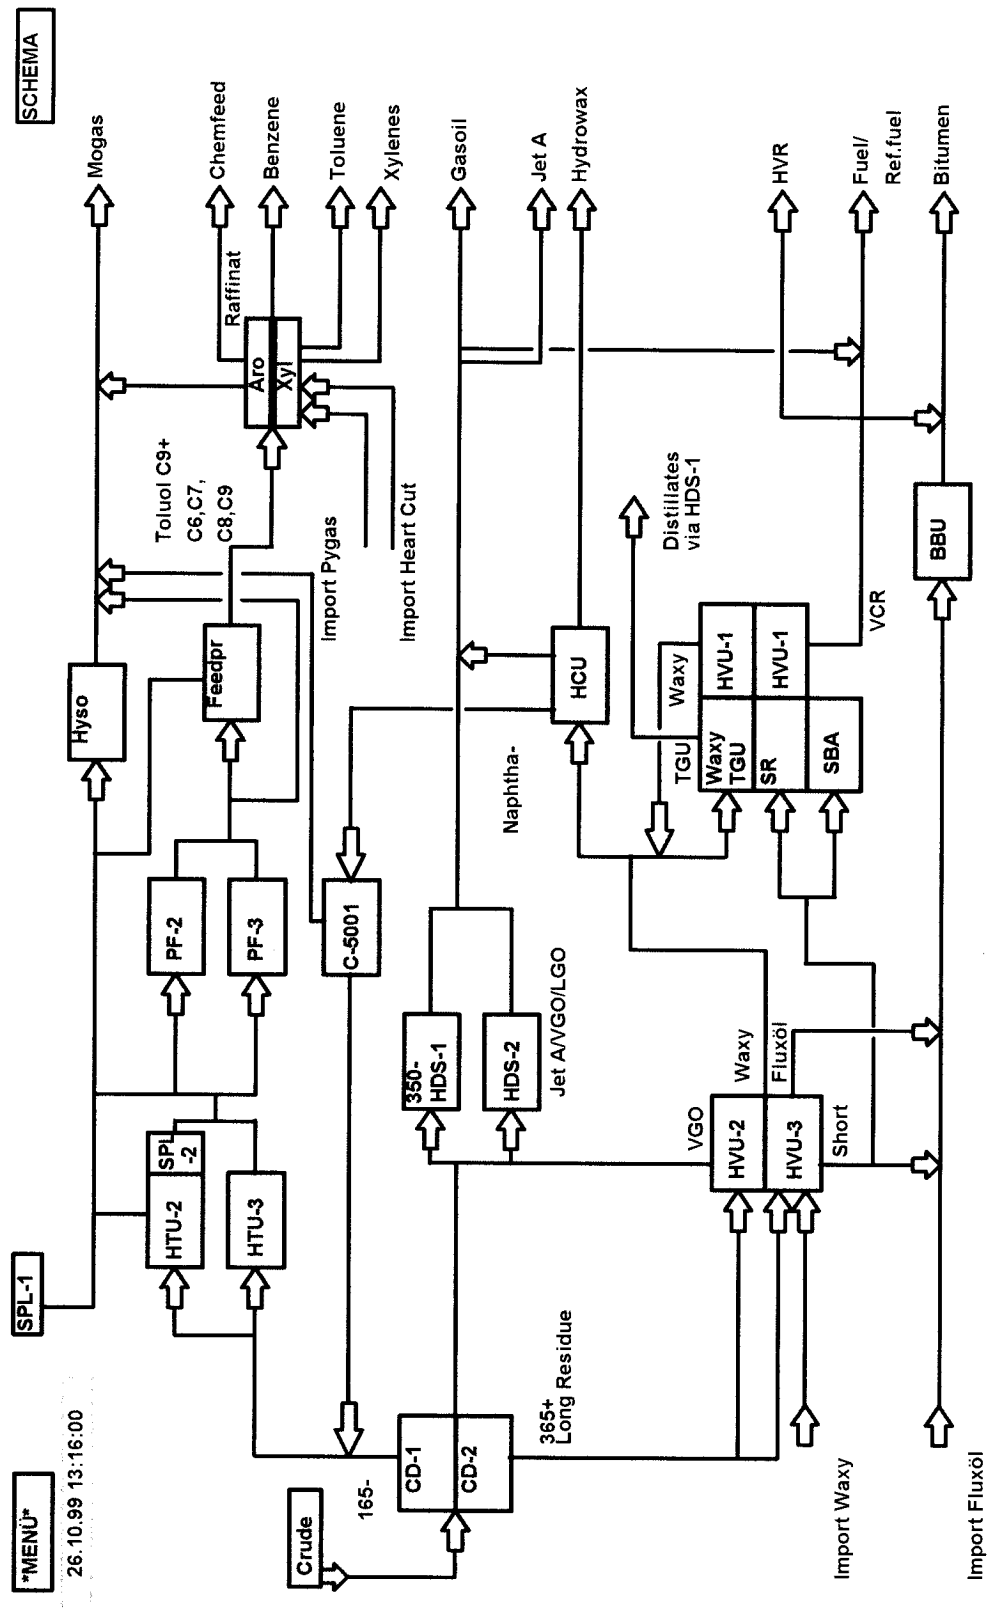 *MENÜ*
26.10.99 13:16:00
SCHEMA
SPL-1
Hyso
Mogas
HTU-2
SPL
-2
PF-2
Feedpr
Toluol C9+
C6,C7,
C8,C9
Aro
Xyl
Raffinat
Chemfeed
Benzene
Toluene
Xylenes
HTU-3
PF-3
Import Pygas
Import Heart Cut
Crude
165-
C-5001
CD-1
CD-2
350-
HDS-1
HDS-2
Jet A/VGO/LGO
Naphtha-
Gasoil
Jet A
Hydrowax
HCU
365+
Long Residue
VGO
HVU-2
HVU-3
Waxy
Fluxöl
Short
TGU
Waxy
Waxy
TGU
HVU-1
SR
HVU-1
SBA
VCR
Distillates
via HDS-1
HVR
Fuel/
Ref.fuel
Bitumen
BBU
Import Waxy
Import Fluxöl